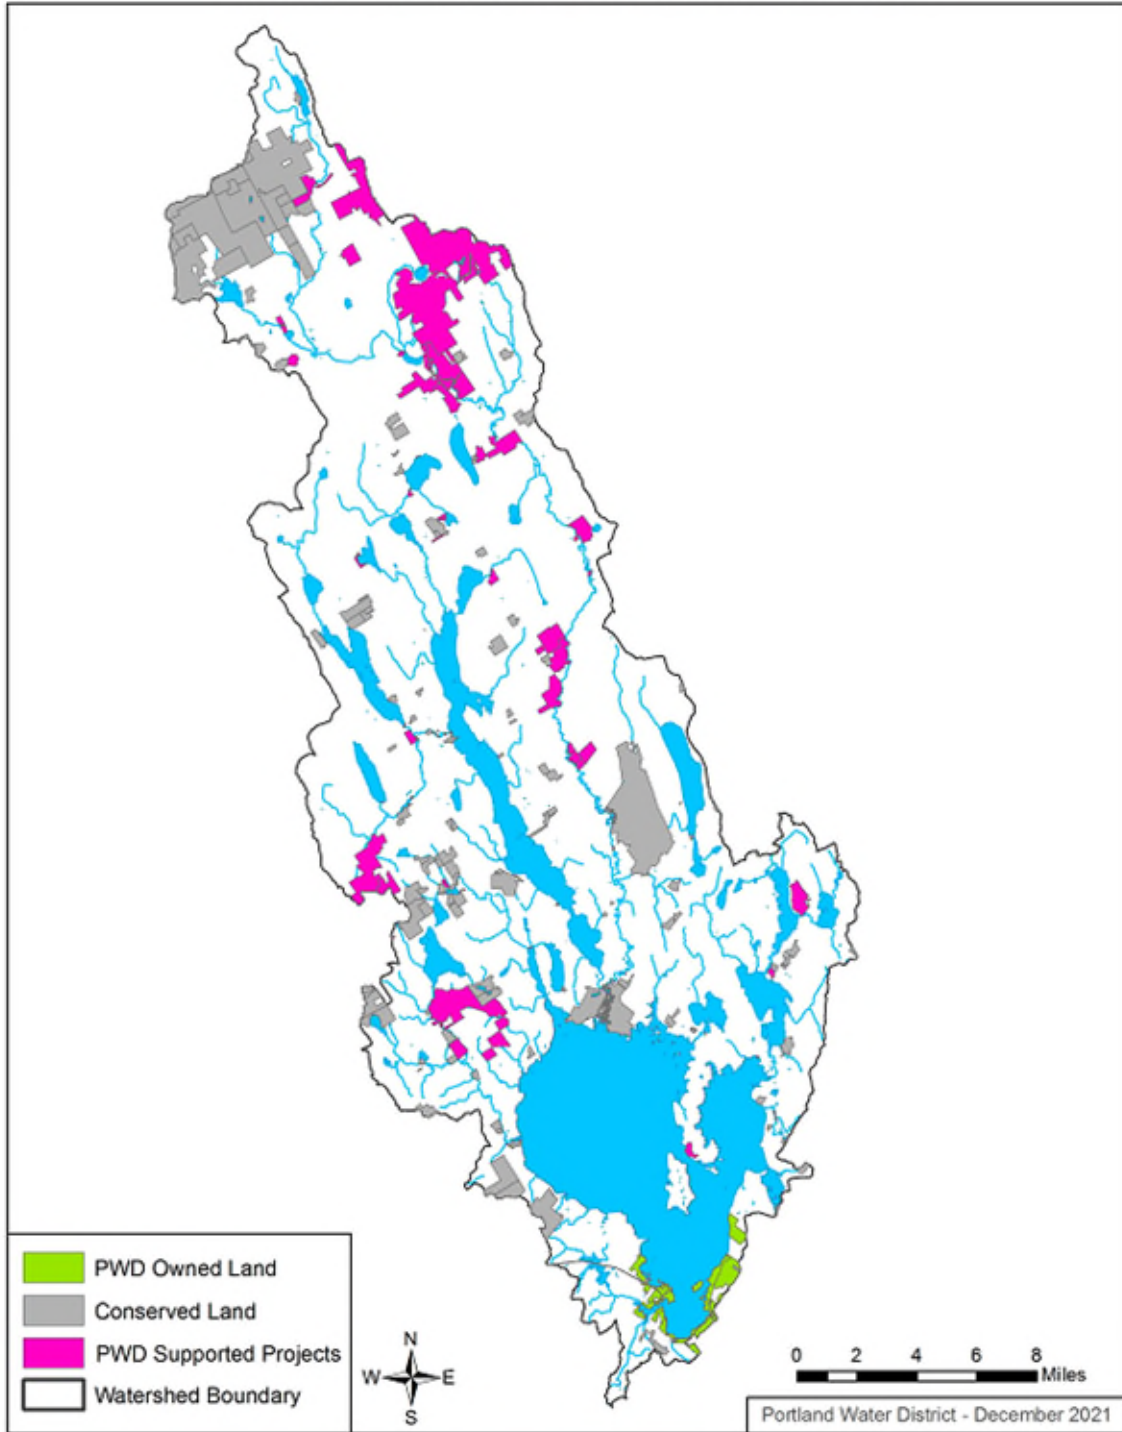 PWD Owned Land
Conserved Land
PWD Supported Projects
Watershed Boundary
N
W E
S
0 2 4 6 8
Miles
Portland Water District - December 2021